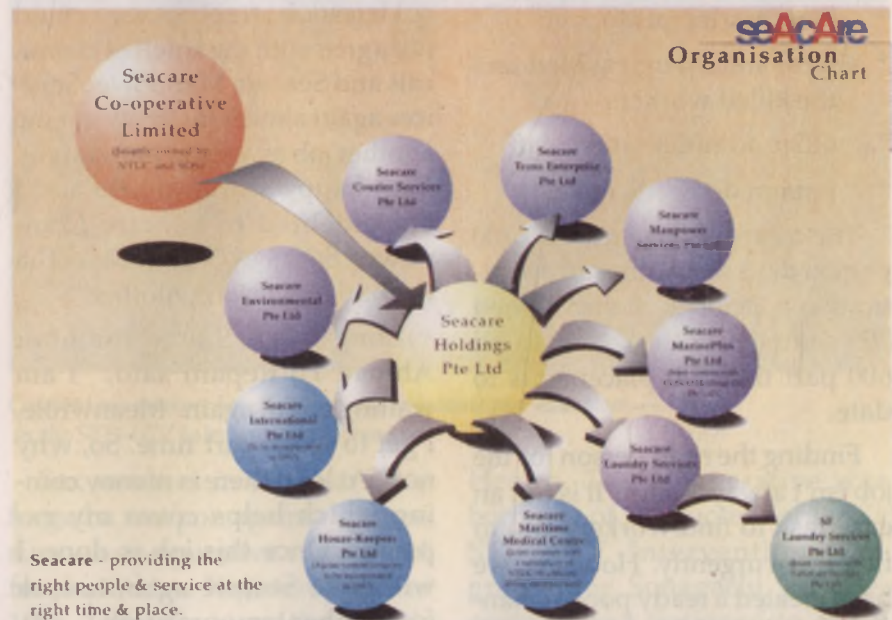 seAcAre
Organisation
Chart
Seacare
Co-operative
Limited
NTUC and SOS)
Seacare
Courier Services
Pte Ltd
Seacare
Trans Enterprise
Pte Ltd
Seacare
Manpower
Services
Seacare
MarinePlus
Pte Ltd
Seacare
Environmental
Pte Ltd
Seacare
Holdings
Pte Ltd
Seacare
International
Pte Ltd
Seacare
Laundry Services
Pte Ltd
Seacare
House-Keepers
Pte Ltd
Seacare
Maritime
Medical Centre
Laundry Services
Pte Ltd
Seacare - providing the
right people & service at the
right time & place.